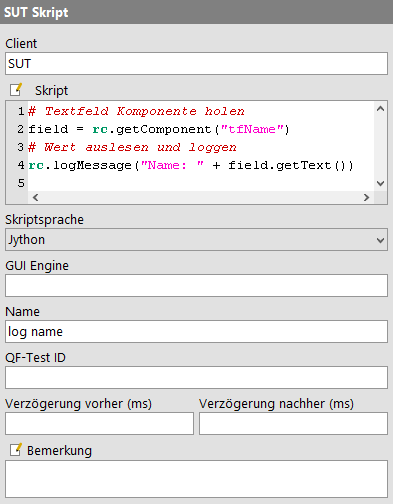 SUT Skript
Client
SUT
Skript
1 # Textfeld Komponente holen
2 field = rc.getComponent("tfName")
3 # Wert auslesen und loggen
4 rc.logMessage("Name: " + field.getText())
5
Skriptsprache
Jython
GUI Engine
Name
log name
QF-Test ID
Verzögerung vorher (ms) Verzögerung nachher (ms)
Bemerkung